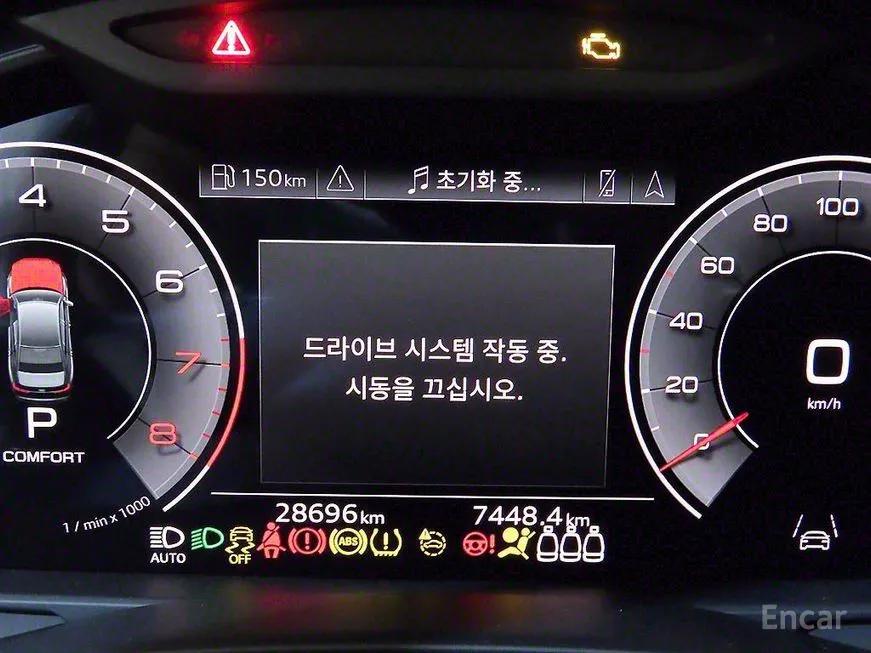 150km
초기화 중...
4
5
6
7
8
1 / min x 1000
P
COMFORT
드라이브 시스템 작동 중.
시동을 끄십시오.
100
80
60
40
20
0
0
km/h
28696km
7448.4km
AUTO
OFF
ABS
Encar